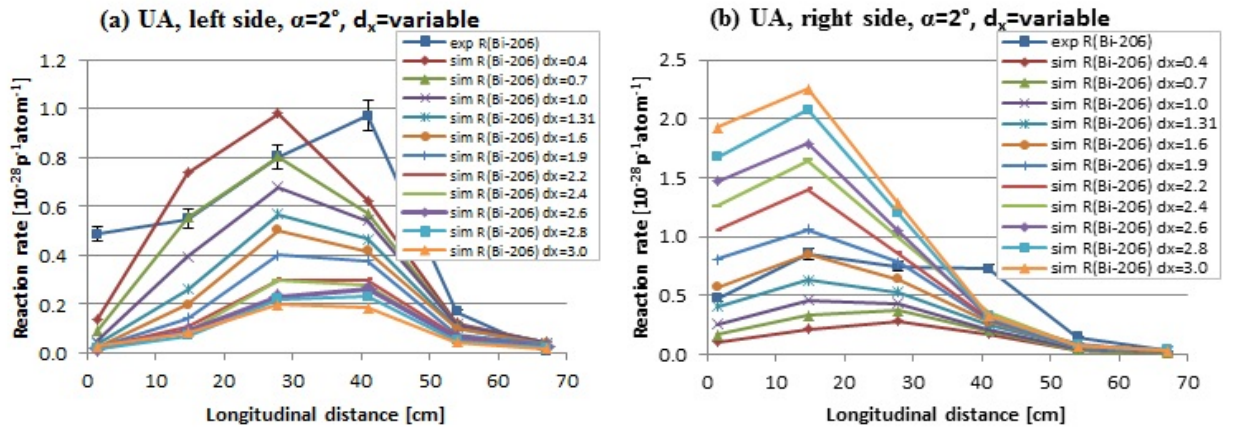 (a) UA, left side, α=2°, dₓ=variable
exp R(Bi-206)
sim R(Bi-206) dx=0.4
sim R(Bi-206) dx=0.7
sim R(Bi-206) dx=1.0
sim R(Bi-206) dx=1.31
sim R(Bi-206) dx=1.6
sim R(Bi-206) dx=1.9
sim R(Bi-206) dx=2.2
sim R(Bi-206) dx=2.4
sim R(Bi-206) dx=2.6
sim R(Bi-206) dx=2.8
sim R(Bi-206) dx=3.0
Reaction rate [10⁻²⁸p⁻¹atom⁻¹]
1.2
1.0
0.8
0.6
0.4
0.2
0.0
0 10 20 30 40 50 60 70
Longitudinal distance [cm]
(b) UA, right side, α=2°, dₓ=variable
exp R(Bi-206)
sim R(Bi-206) dx=0.4
sim R(Bi-206) dx=0.7
sim R(Bi-206) dx=1.0
sim R(Bi-206) dx=1.31
sim R(Bi-206) dx=1.6
sim R(Bi-206) dx=1.9
sim R(Bi-206) dx=2.2
sim R(Bi-206) dx=2.4
sim R(Bi-206) dx=2.6
sim R(Bi-206) dx=2.8
sim R(Bi-206) dx=3.0
Reaction rate [10⁻²⁸p⁻¹atom⁻¹]
2.5
2.0
1.5
1.0
0.5
0.0
0 10 20 30 40 50 60 70
Longitudinal distance [cm]